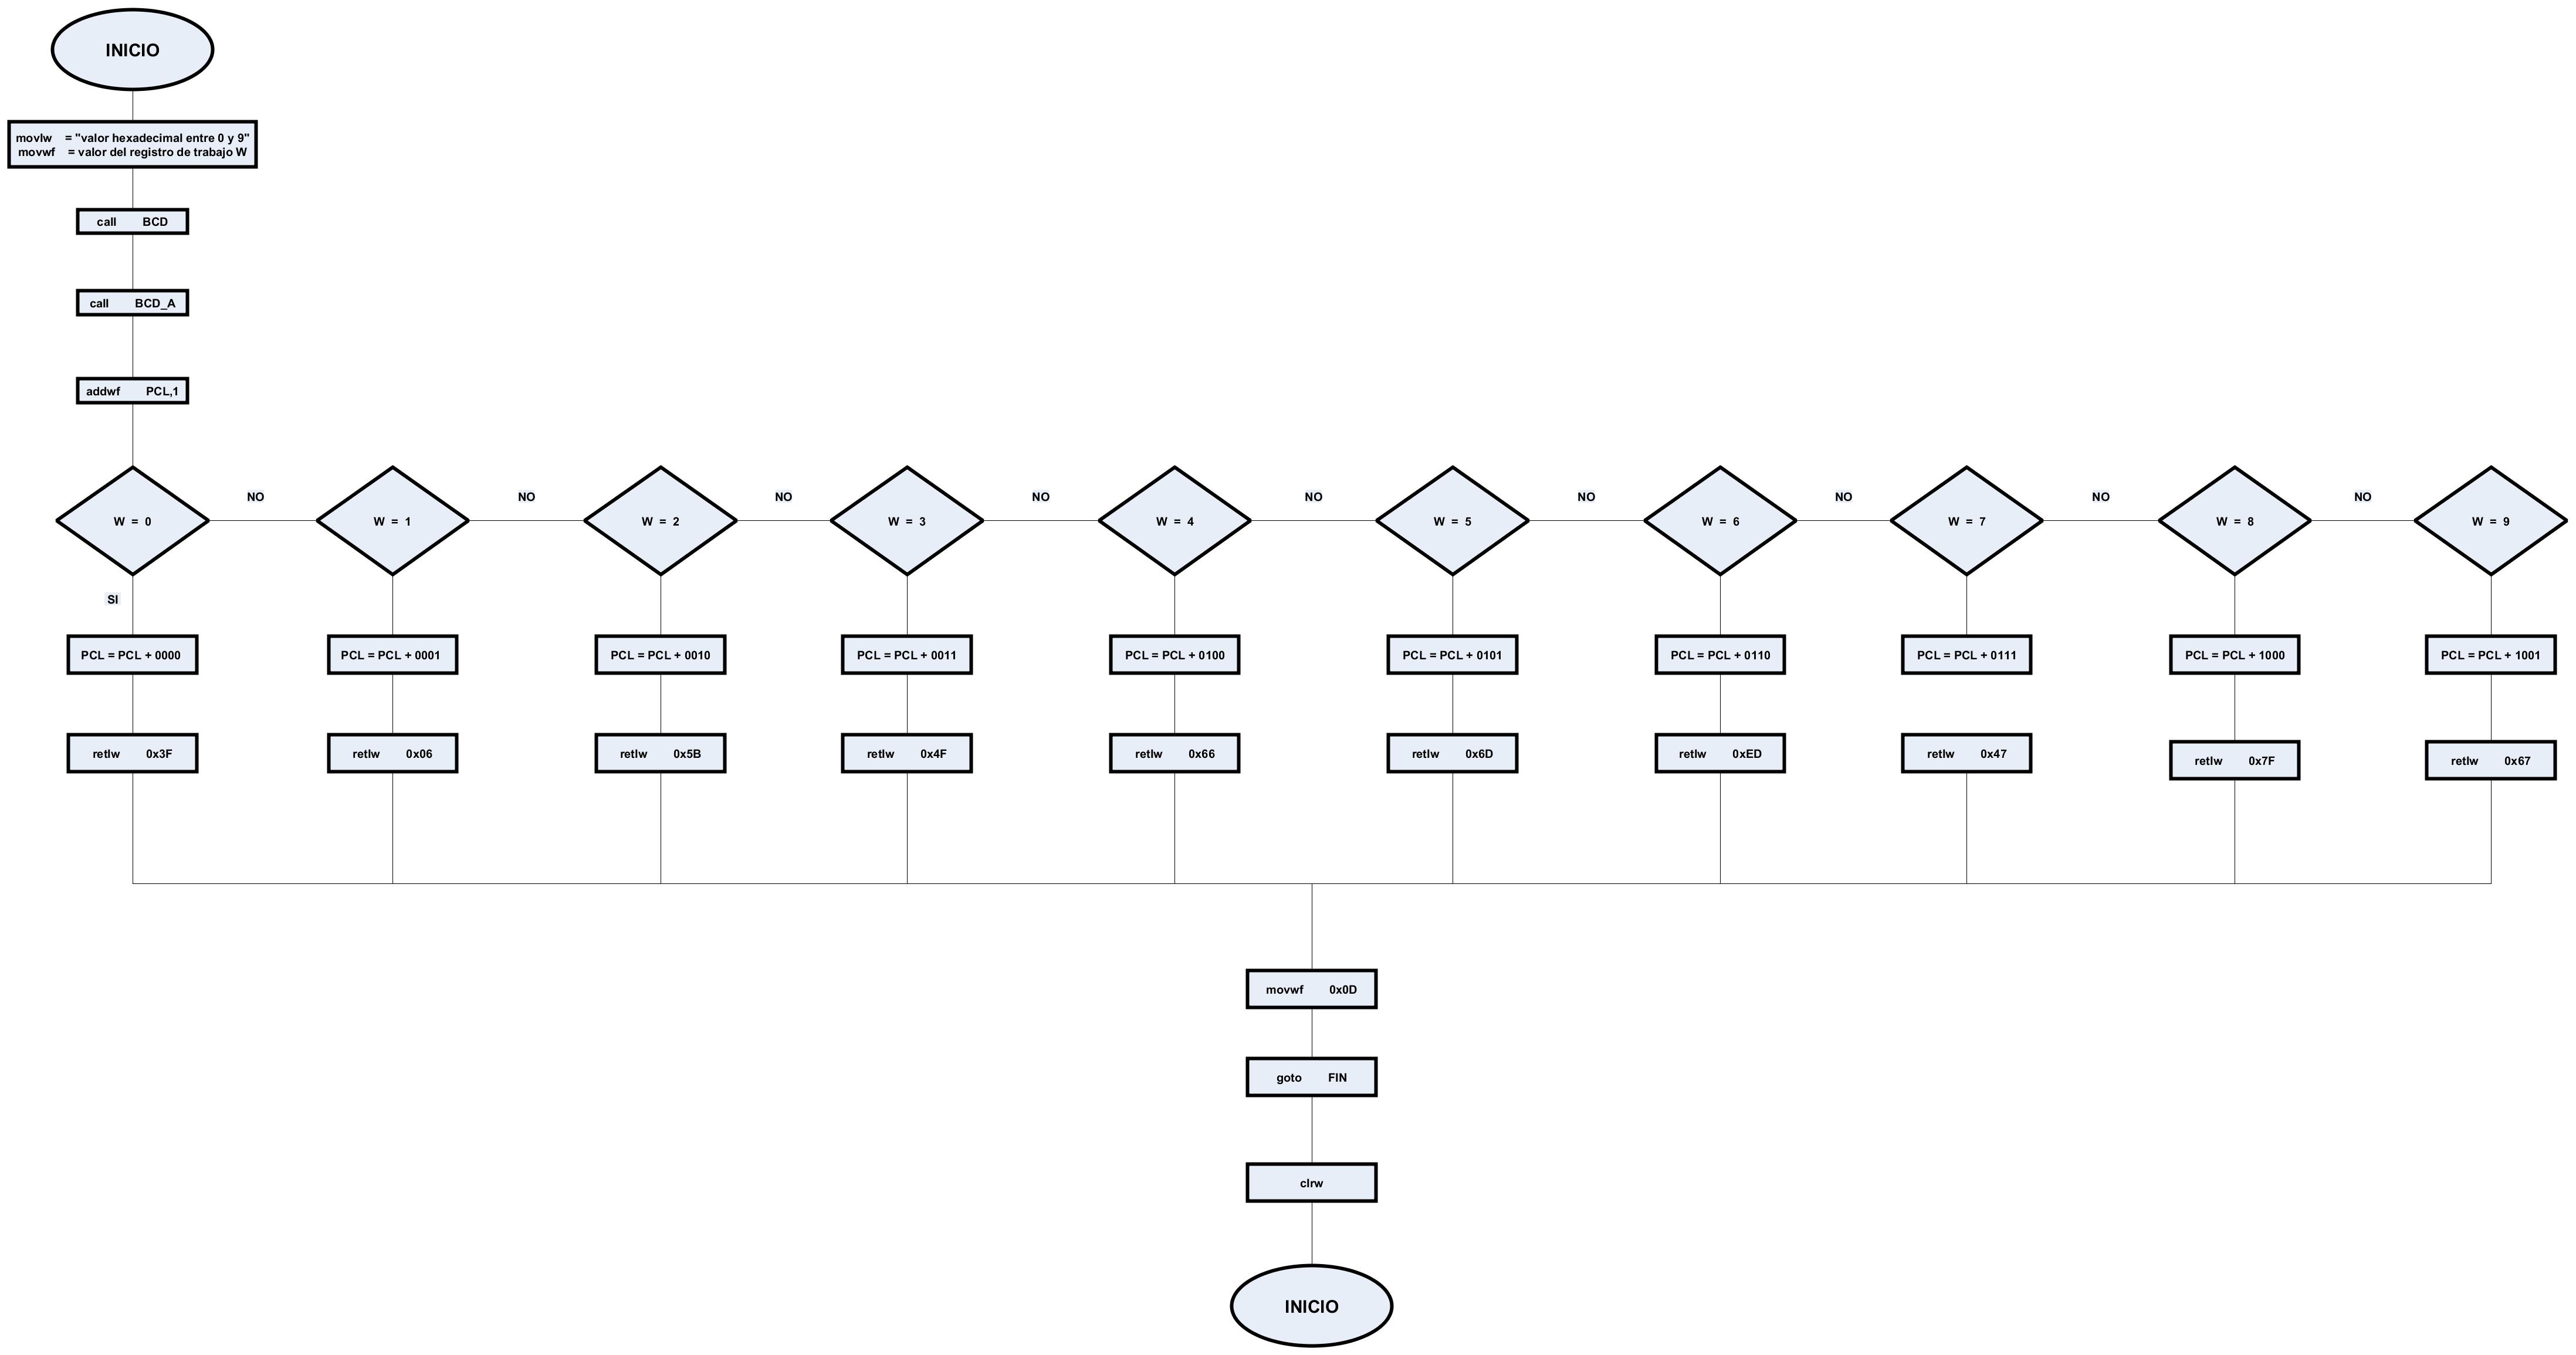 INICIO
movlw = "valor hexadecimal entre 0 y 9"
movwf = valor del registro de trabajo W
call BCD
call BCD_A
addwf PCL,1
NO NO NO NO NO NO NO NO NO
W = 0 W = 1 W = 2 W = 3 W = 4 W = 5 W = 6 W = 7 W = 8 W = 9
SI
PCL = PCL + 0000 PCL = PCL + 0001 PCL = PCL + 0010 PCL = PCL + 0011 PCL = PCL + 0100 PCL = PCL + 0101 PCL = PCL + 0110 PCL = PCL + 0111 PCL = PCL + 1000 PCL = PCL + 1001
retlw 0x3F retlw 0x06 retlw 0x5B retlw 0x4F retlw 0x66 retlw 0x6D retlw 0xED retlw 0x47 retlw 0x7F retlw 0x67
movwf 0x0D
goto FIN
clrw
INICIO